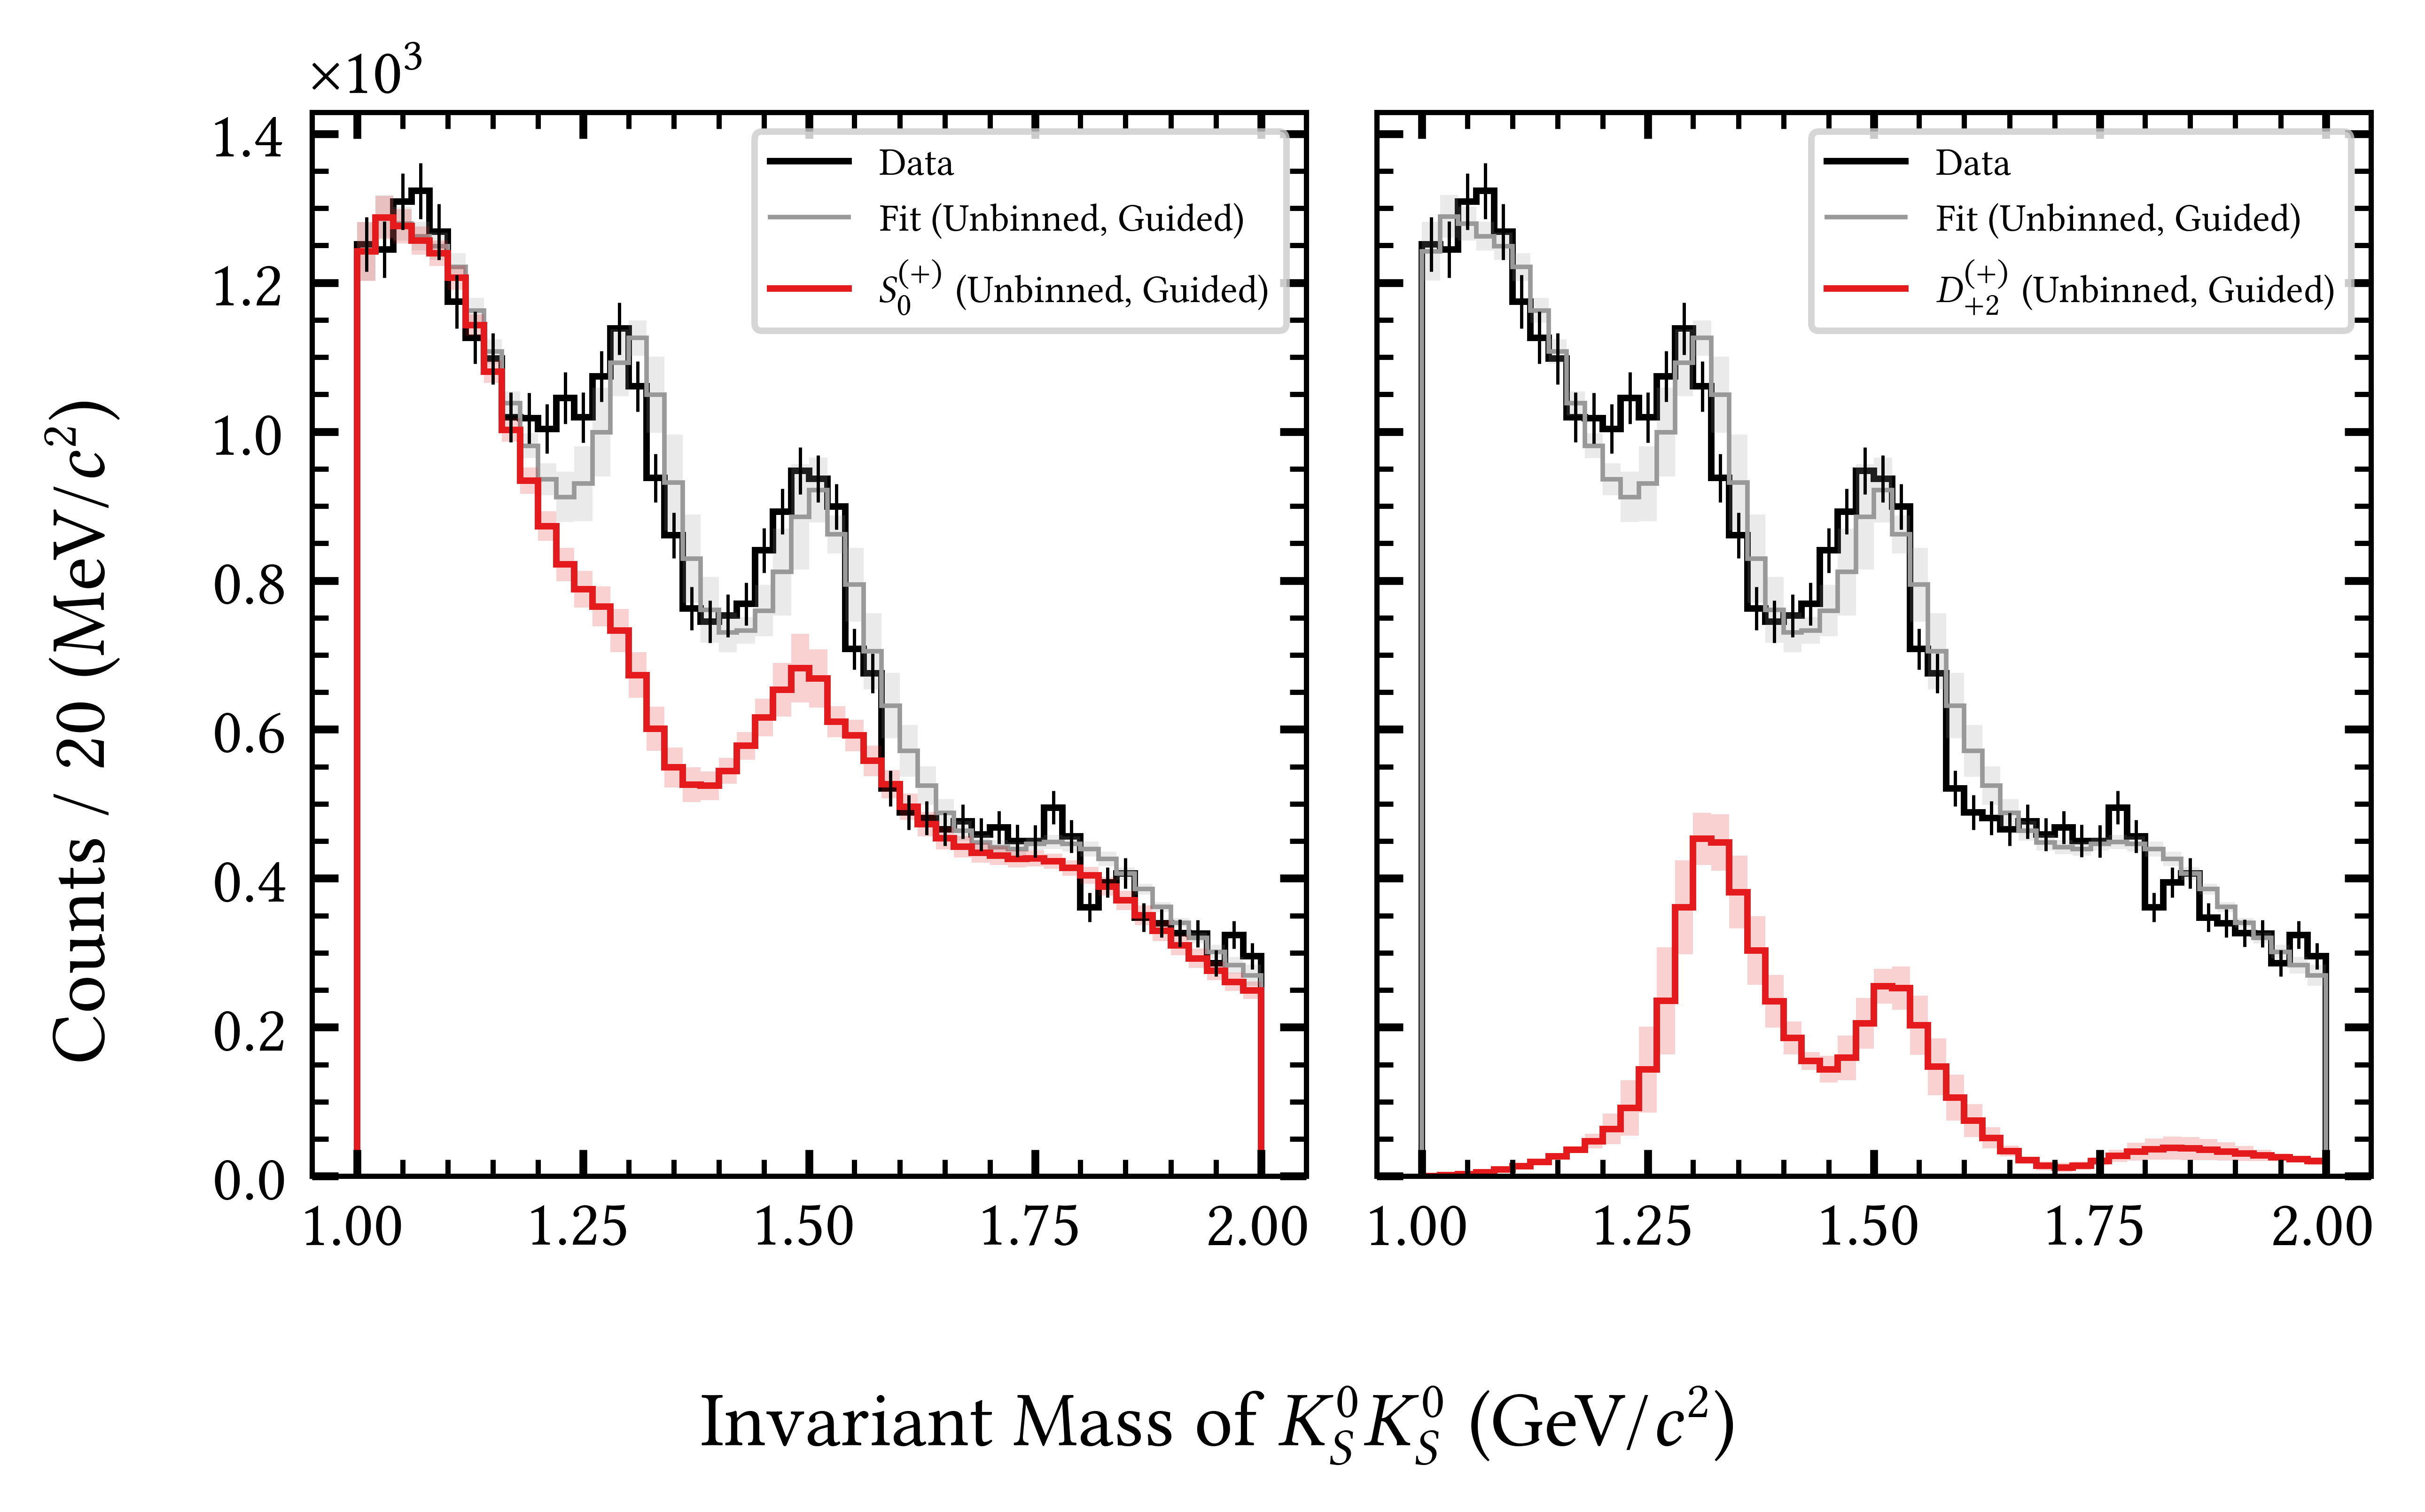 ×10³
1.4
1.2
1.0
0.8
0.6
0.4
0.2
0.0
Counts / 20 (MeV/c²)
Data
Fit (Unbinned, Guided)
S₀⁽⁺⁾ (Unbinned, Guided)
1.00 1.25 1.50 1.75 2.00
Data
Fit (Unbinned, Guided)
D₊₂⁽⁺⁾ (Unbinned, Guided)
1.00 1.25 1.50 1.75 2.00
Invariant Mass of K_S⁰K_S⁰ (GeV/c²)